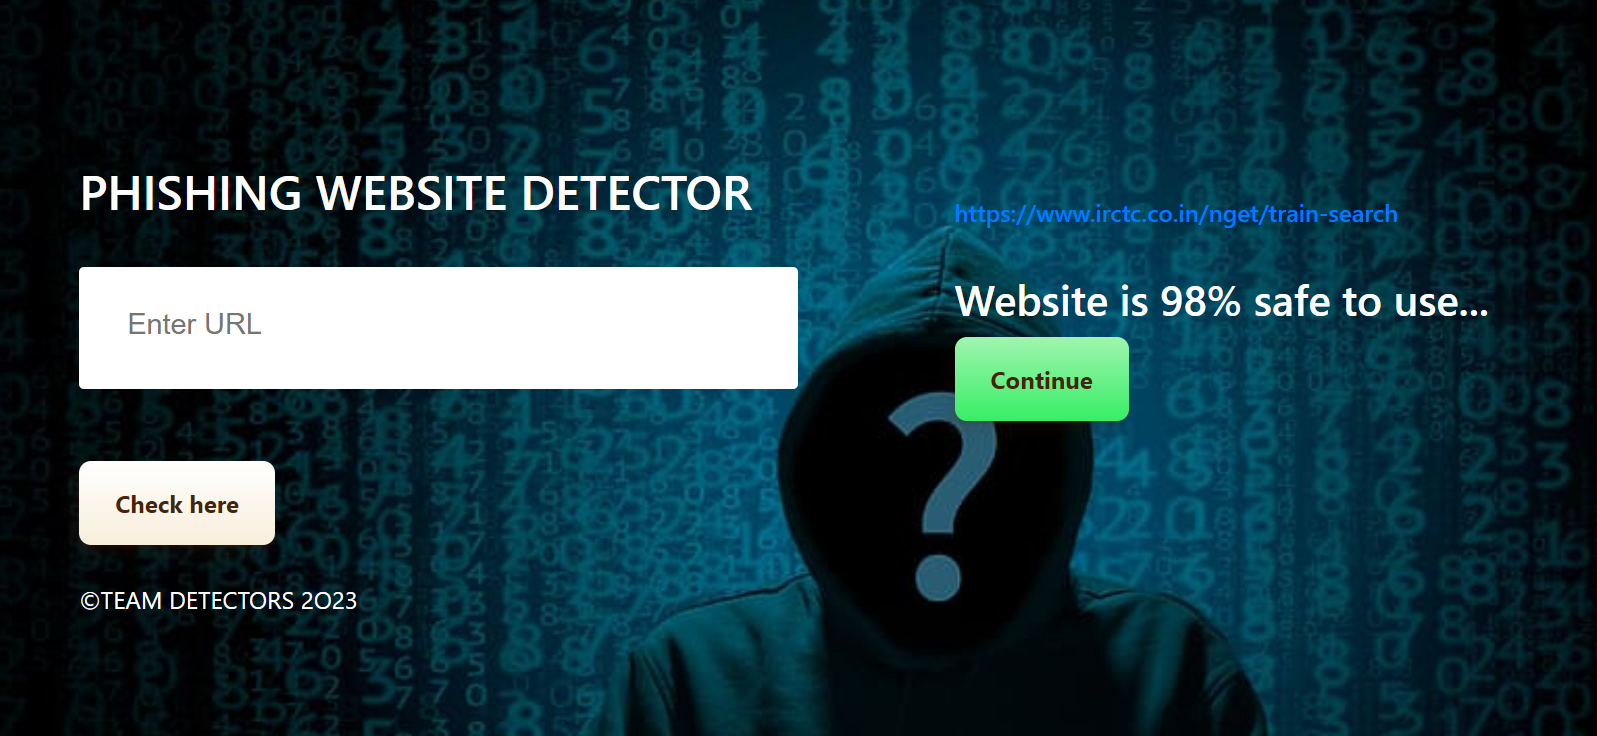 PHISHING WEBSITE DETECTOR
Enter URL
Check here
©TEAM DETECTORS 2O23
https://www.irctc.co.in/nget/train-search
Website is 98% safe to use...
Continue
?